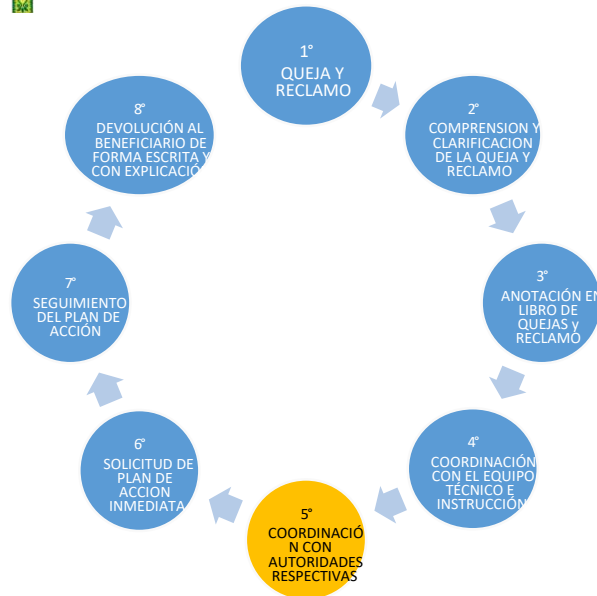 1°
QUEJA Y
RECLAMO
2°
COMPRENSION Y
CLARIFICACION
DE LA QUEJA Y
RECLAMO
3°
ANOTACIÓN EN
LIBRO DE
QUEJAS y
RECLAMO
4°
COORDINACIÓN
CON EL EQUIPO
TÉCNICO E
INSTRUCCIÓN
5°
COORDINACIÓ
N CON
AUTORIDADES
RESPECTIVAS
6°
SOLICITUD DE
PLAN DE
ACCION
INMEDIATA
7°
SEGUIMIENTO
DEL PLAN DE
ACCIÓN
8°
DEVOLUCIÓN AL
BENEFICIARIO DE
FORMA ESCRITA Y
CON EXPLICACIÓN